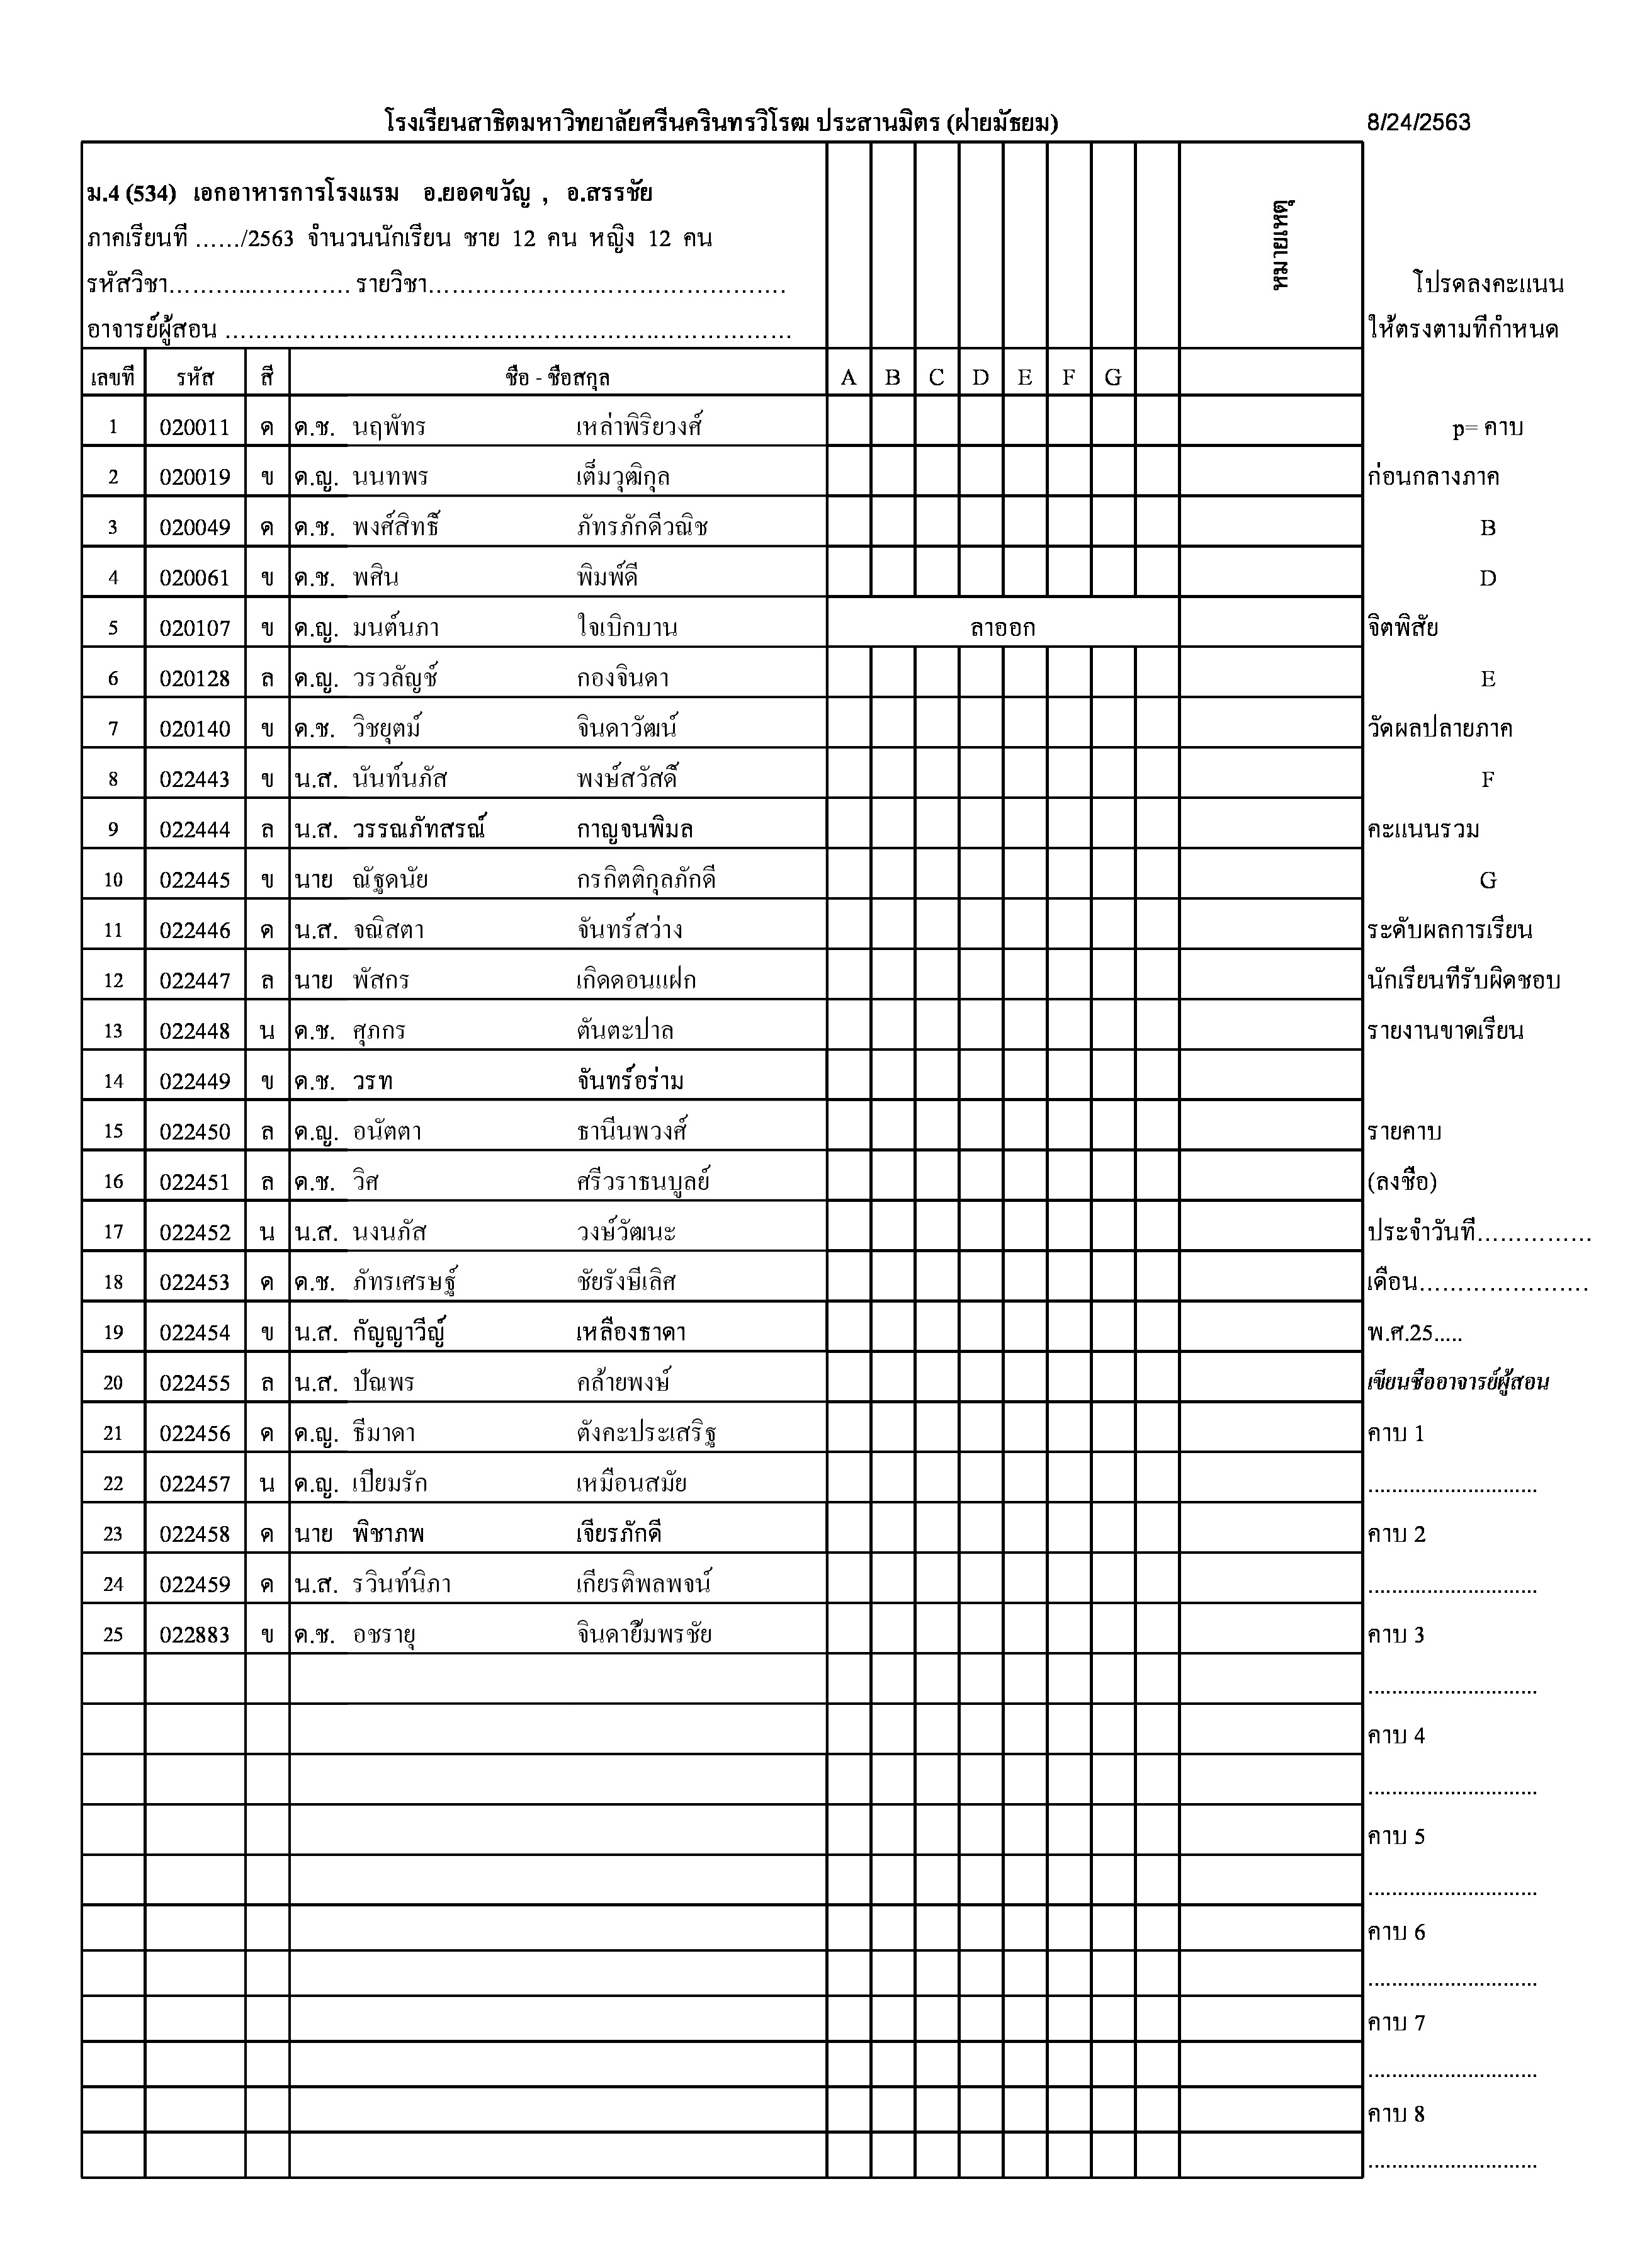 โรงเรียนสาธิตมหาวิทยาลัยศรีนครินทรวิโรฒ ประสานมิตร (ฝ่ายมัธยม) 8/24/2563
ม.4 (534) เอกอาหารการโรงแรม อ.ยอดขวัญ , อ.สรรชัย
หมายเหตุ
ภาคเรียนที่ ……/2563 จำนวนนักเรียน ชาย 12 คน หญิง 12 คน
รหัสวิชา………...…………. รายวิชา……………………………………… โปรดลงคะแนน
อาจารย์ผู้สอน ……………………………………………………………… ให้ตรงตามที่กำหนด
เลขที่ รหัส สี ชื่อ - ชื่อสกุล A B C D E F G
1 020011 ด ด.ช. นฤพัทร เหล่าพิริยวงศ์ p= คาบ
2 020019 ข ด.ญ. นนทพร เต็มวุฒิกุล ก่อนกลางภาค
3 020049 ด ด.ช. พงศ์สิทธิ์ ภัทรภักดีวณิช B
4 020061 ข ด.ช. พศิน พิมพ์ดี D
5 020107 ข ด.ญ. มนต์นภา ใจเบิกบาน ลาออก จิตพิสัย
6 020128 ล ด.ญ. วรวลัญช์ กองจินดา E
7 020140 ข ด.ช. วิชยุตม์ จินดาวัฒน์ วัดผลปลายภาค
8 022443 ข น.ส. นันท์นภัส พงษ์สวัสดิ์ F
9 022444 ล น.ส. วรรณภัทสรณ์ กาญจนพิมล คะแนนรวม
10 022445 ข นาย ณัฐดนัย กรกิตติกุลภักดี G
11 022446 ด น.ส. จณิสตา จันทร์สว่าง ระดับผลการเรียน
12 022447 ล นาย พัสกร เกิดดอนแฝก นักเรียนที่รับผิดชอบ
13 022448 น ด.ช. ศุภกร ตันตะปาล รายงานขาดเรียน
14 022449 ข ด.ช. วรท จันทร์อร่าม
15 022450 ล ด.ญ. อนัตตา ธานีนพวงศ์ รายคาบ
16 022451 ล ด.ช. วิศ ศรีวราธนบูลย์ (ลงชื่อ)
17 022452 น น.ส. นงนภัส วงษ์วัฒนะ ประจำวันที่……………
18 022453 ด ด.ช. ภัทรเศรษฐ์ ชัยรังษีเลิศ เดือน………………….
19 022454 ข น.ส. กัญญาวีญ์ เหลืองธาดา พ.ศ.25.....
20 022455 ล น.ส. ปัณพร คล้ายพงษ์ เขียนชื่ออาจารย์ผู้สอน
21 022456 ด ด.ญ. ธีมาดา ตังคะประเสริฐ คาบ 1
22 022457 น ด.ญ. เปี่ยมรัก เหมือนสมัย ............................
23 022458 ด นาย พิชาภพ เจียรภักดี คาบ 2
24 022459 ด น.ส. รวินท์นิภา เกียรติพลพจน์ ............................
25 022883 ข ด.ช. อชรายุ จินดายิ้มพรชัย คาบ 3
............................
คาบ 4
............................
คาบ 5
............................
คาบ 6
............................
คาบ 7
............................
คาบ 8
............................